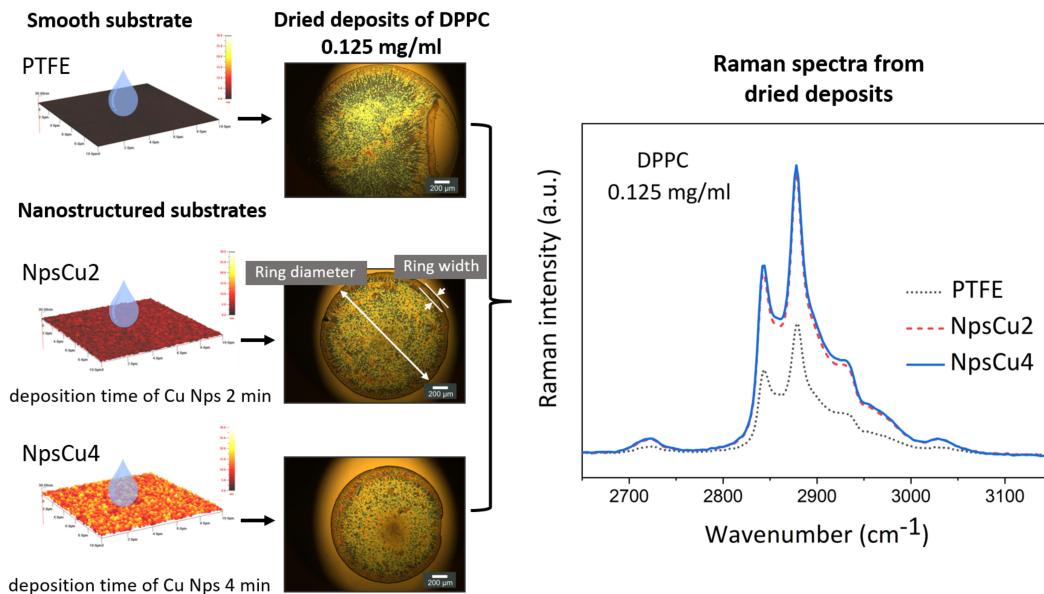 Smooth substrate
PTFE
Dried deposits of DPPC
0.125 mg/ml
200 µm
Nanostructured substrates
NpsCu2
deposition time of Cu Nps 2 min
Ring diameter
Ring width
200 µm
NpsCu4
deposition time of Cu Nps 4 min
200 µm
Raman spectra from
dried deposits
DPPC
0.125 mg/ml
PTFE
NpsCu2
NpsCu4
Raman intensity (a.u.)
2700 2800 2900 3000 3100
Wavenumber (cm⁻¹)